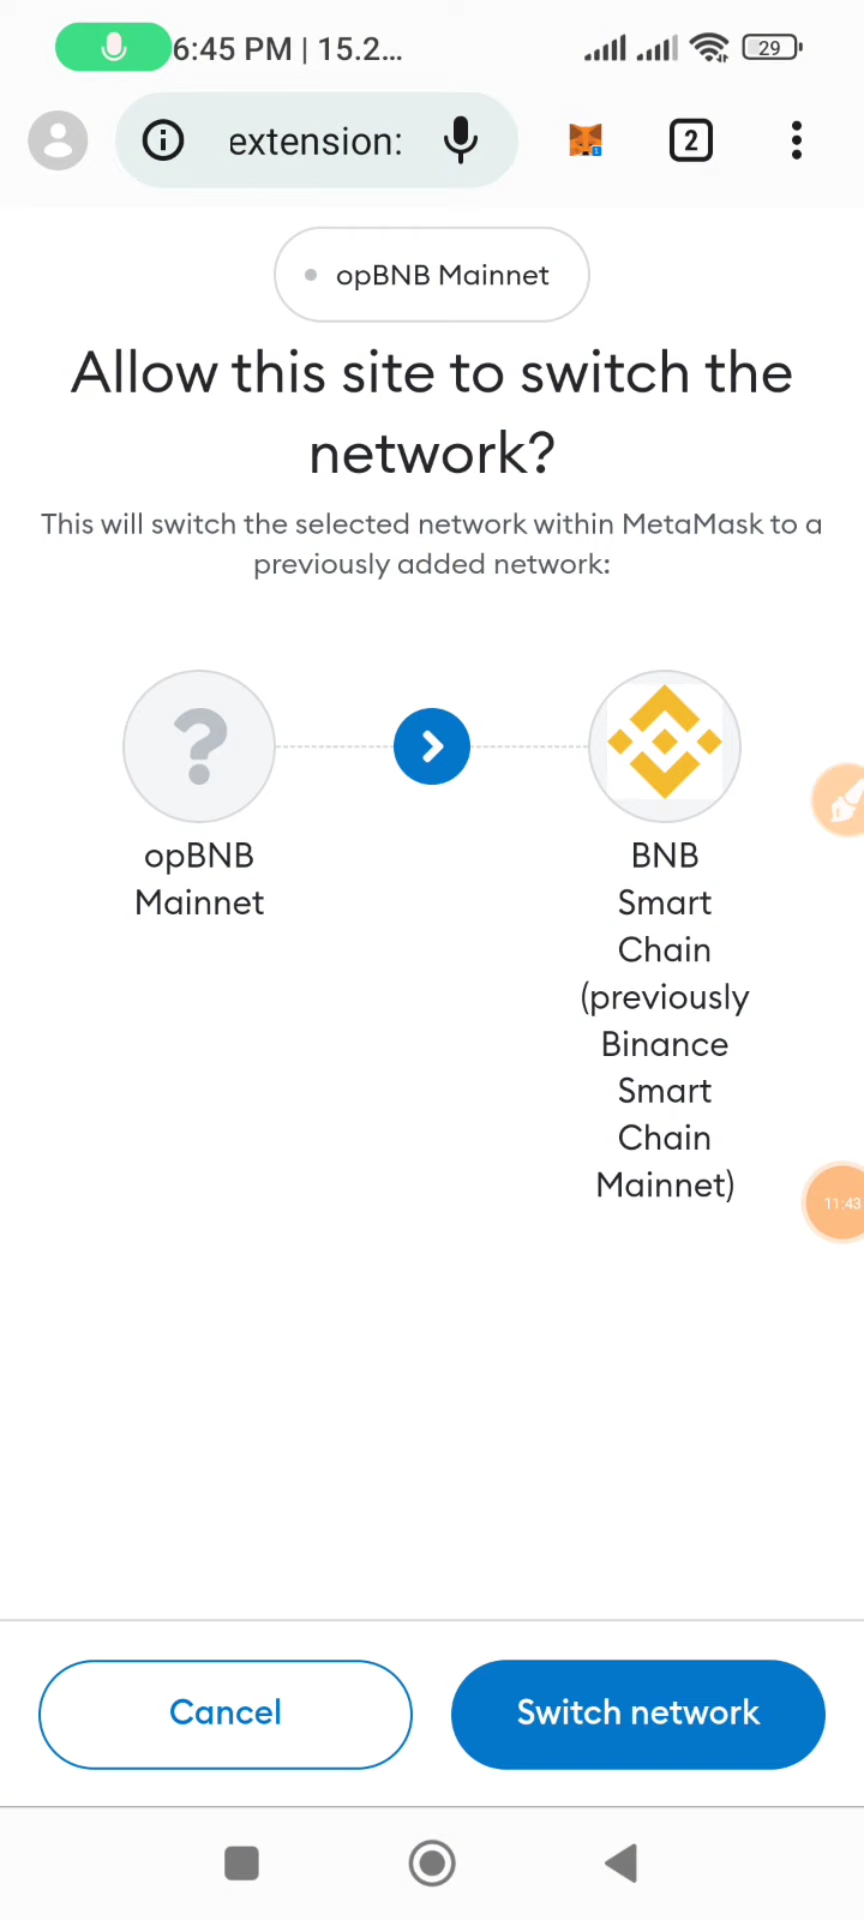 6:45 PM | 15.2...
29
extension:
2
opBNB Mainnet
Allow this site to switch the
network?
This will switch the selected network within MetaMask to a
previously added network:
?
opBNB
Mainnet
BNB
Smart
Chain
(previously
Binance
Smart
Chain
Mainnet)
11:43
Cancel
Switch network